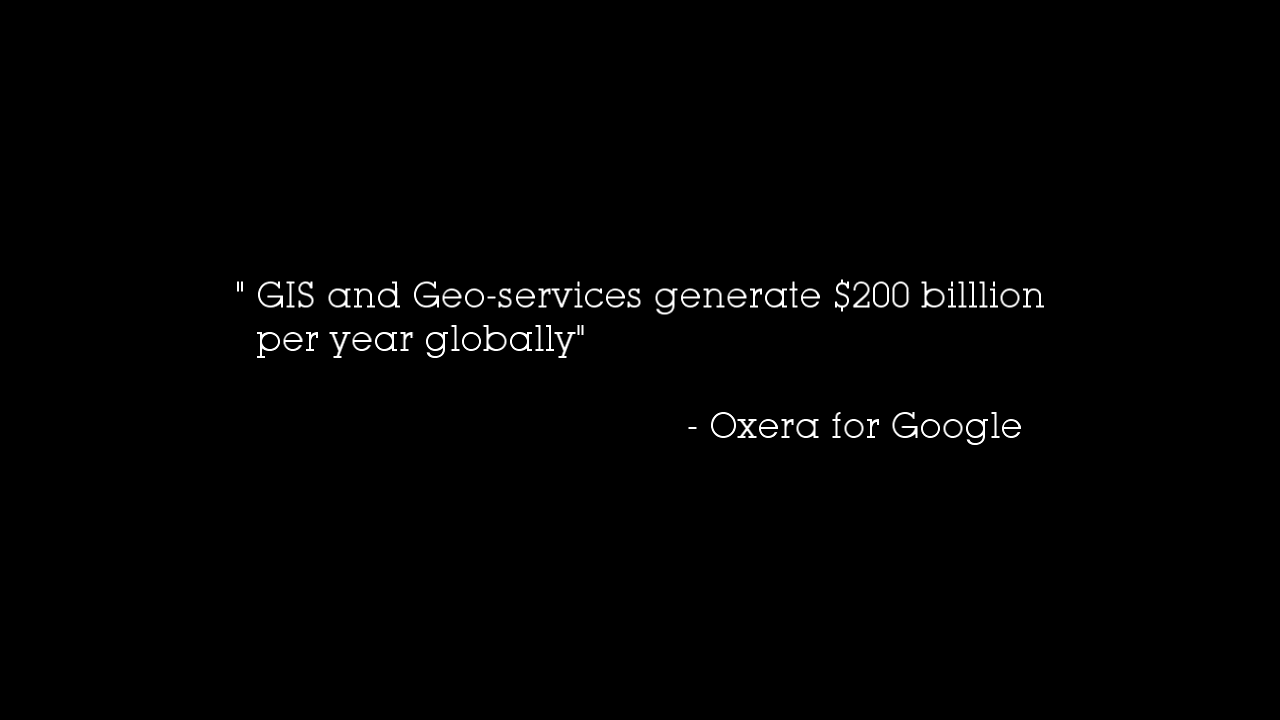 " GIS and Geo-services generate $200 billlion
per year globally"
- Oxera for Google